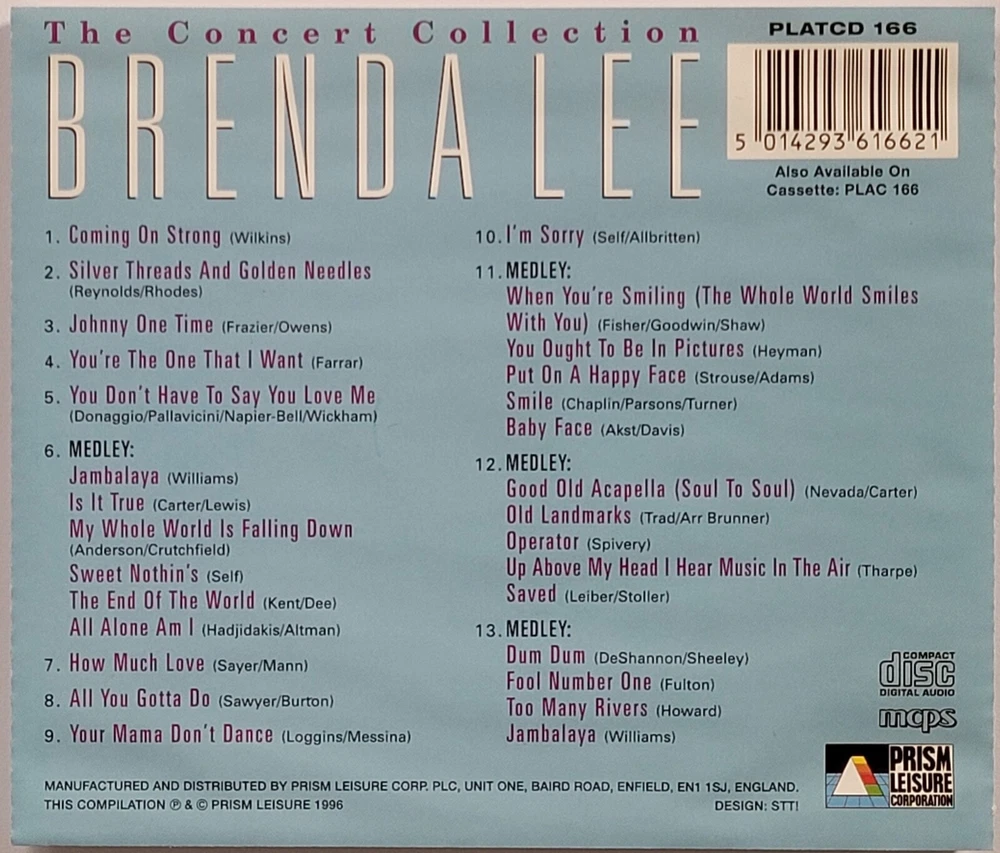 The Concert Collection
BRENDA LEE
PLATCD 166
5 014293 616621
Also Available On
Cassette: PLAC 166
1. Coming On Strong (Wilkins)
2. Silver Threads And Golden Needles
(Reynolds/Rhodes)
3. Johnny One Time (Frazier/Owens)
4. You're The One That I Want (Farrar)
5. You Don't Have To Say You Love Me
(Donaggio/Pallavicini/Napier-Bell/Wickham)
6. MEDLEY:
Jambalaya (Williams)
Is It True (Carter/Lewis)
My Whole World Is Falling Down
(Anderson/Crutchfield)
Sweet Nothin's (Self)
The End Of The World (Kent/Dee)
All Alone Am I (Hadjidakis/Altman)
7. How Much Love (Sayer/Mann)
8. All You Gotta Do (Sawyer/Burton)
9. Your Mama Don't Dance (Loggins/Messina)
10. I'm Sorry (Self/Allbritten)
11. MEDLEY:
When You're Smiling (The Whole World Smiles
With You) (Fisher/Goodwin/Shaw)
You Ought To Be In Pictures (Heyman)
Put On A Happy Face (Strouse/Adams)
Smile (Chaplin/Parsons/Turner)
Baby Face (Akst/Davis)
12. MEDLEY:
Good Old Acapella (Soul To Soul) (Nevada/Carter)
Old Landmarks (Trad/Arr Brunner)
Operator (Spivery)
Up Above My Head I Hear Music In The Air (Tharpe)
Saved (Leiber/Stoller)
13. MEDLEY:
Dum Dum (DeShannon/Sheeley)
Fool Number One (Fulton)
Too Many Rivers (Howard)
Jambalaya (Williams)
COMPACT
disc
DIGITAL AUDIO
mcps
PRISM
LEISURE
CORPORATION
MANUFACTURED AND DISTRIBUTED BY PRISM LEISURE CORP. PLC, UNIT ONE, BAIRD ROAD, ENFIELD, EN1 1SJ, ENGLAND.
THIS COMPILATION ℗ & © PRISM LEISURE 1996
DESIGN: STT!